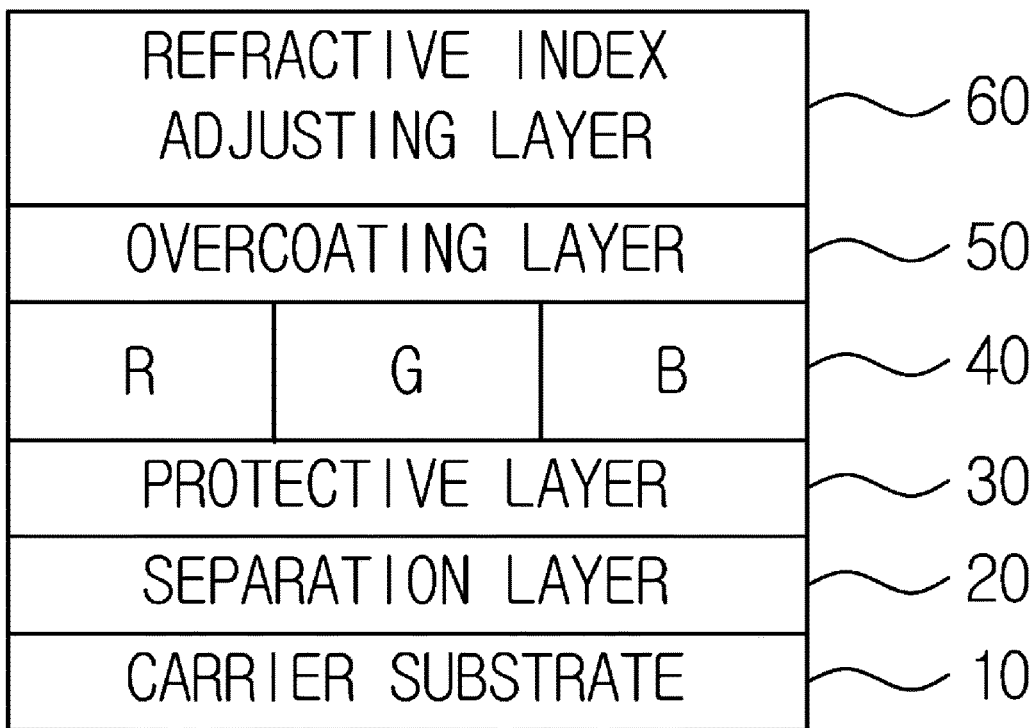 REFRACTIVE INDEX
ADJUSTING LAYER 60
OVERCOATING LAYER 50
R G B 40
PROTECTIVE LAYER 30
SEPARATION LAYER 20
CARRIER SUBSTRATE 10